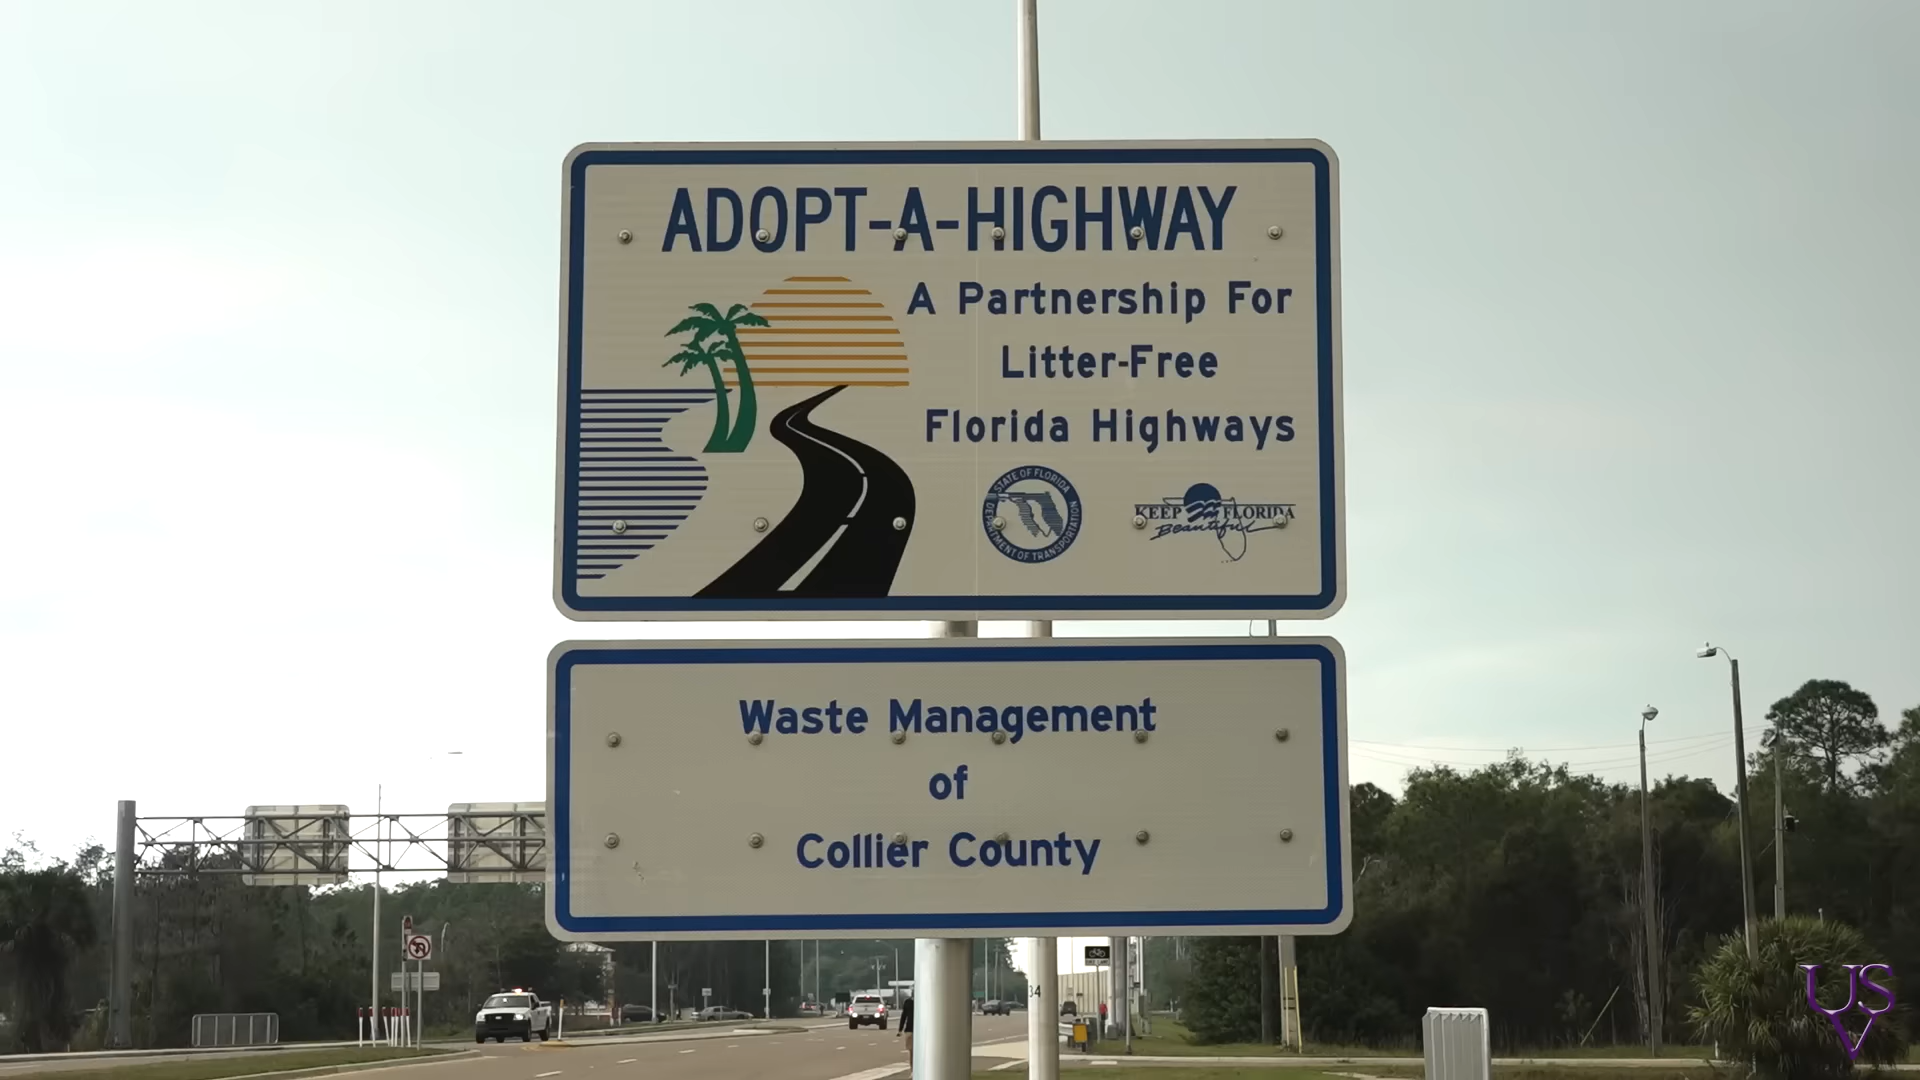 ADOPT-A-HIGHWAY
A Partnership For
Litter-Free
Florida Highways
STATE OF FLORIDA
DEPARTMENT OF TRANSPORTATION
KEEP FLORIDA
Beautiful
Waste Management
of
Collier County
34
USV